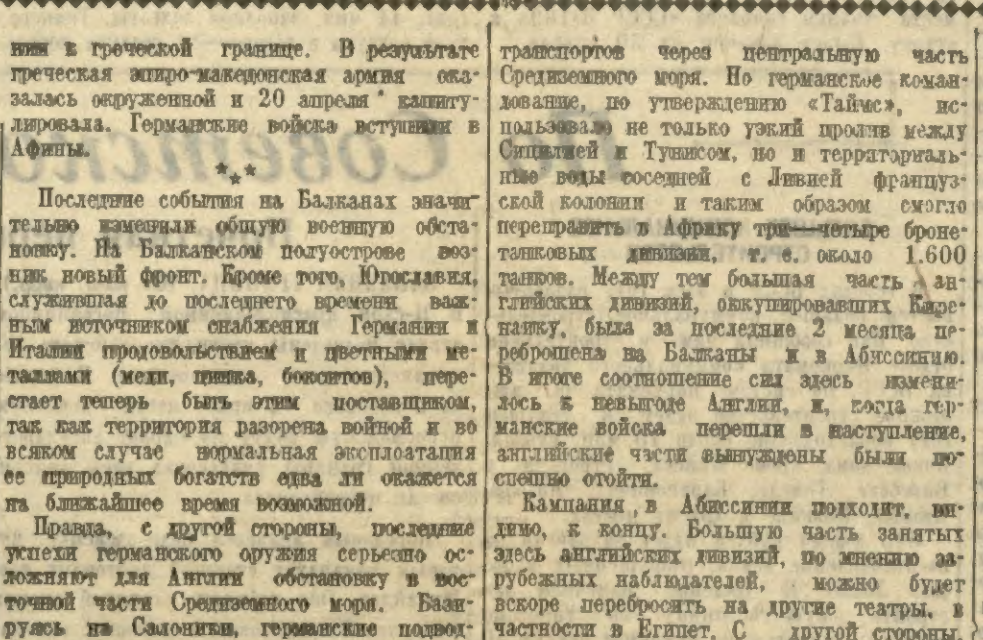 ния к греческой границе. В результате
греческая эпиро-македонская армия ока-
залась окруженной и 20 апреля капиту-
лировала. Германские войска вступили в
Афины.
***
Последние события на Балканах значи-
тельно изменили общую военную обста-
новку. На Балканском полуострове воз-
ник новый фронт. Кроме того, Югославия,
служившая до последнего времени важ-
ным источником снабжения Германии и
Италии продовольствием и цветными ме-
таллами (меди, цинка, бокситов), пере-
стает теперь быть этим поставщиком,
так как территория разорена войной и во
всяком случае нормальная эксплоатация
ее природных богатств едва ли окажется
на ближайшее время возможной.
Правда, с другой стороны, последние
успехи германского оружия серьезно ос-
ложняют для Англии обстановку в вос-
точной части Средиземного моря. Бази-
руясь на Салоники, германские подвод-
транспортов через центральную часть
Средиземного моря. Но германское коман-
дование, по утверждению «Таймс», ис-
пользовало не только узкий пролив между
Сицилией и Тунисом, но и территориаль-
ные воды соседней с Ливией француз-
ской колонии и таким образом смогло
переправить в Африку три—четыре броне-
танковых дивизии, т. е. около 1.600
танков. Между тем большая часть ан-
глийских дивизий, оккупировавших Кире-
наику, была за последние 2 месяца пе-
реброшена на Балканы и в Абиссинию.
В итоге соотношение сил здесь измени-
лось к невыгоде Англии, и, когда гер-
манские войска перешли в наступление,
английские части вынуждены были по-
спешно отойти.
Кампания в Абиссинии подходит, ви-
димо, к концу. Большую часть занятых
здесь английских дивизий, по мнению за-
рубежных наблюдателей, можно будет
вскоре перебросить на другие театры, в
частности в Египет. С другой стороны,